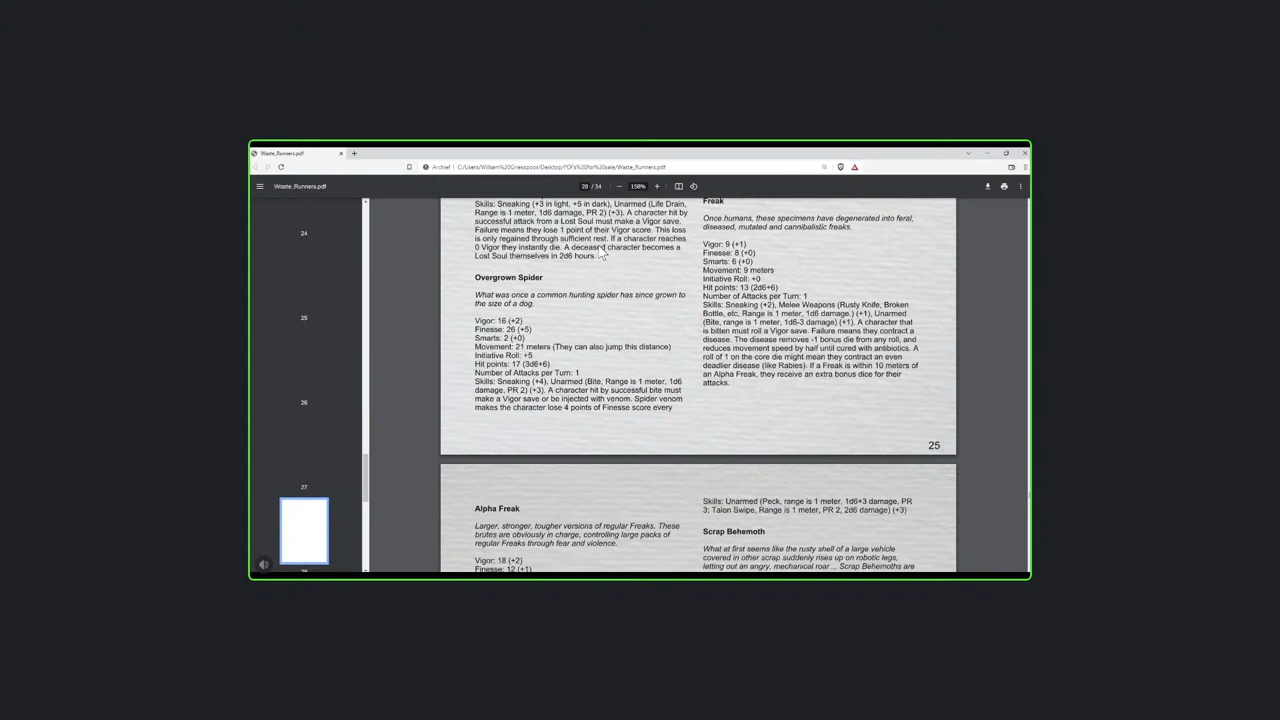 Waste_Runners.pdf
Archief
C:/Users/William%20Gnekspoos/Desktop/PDFs%20for%20sale/Waste_Runners.pdf
Waste_Runners.pdf
28 / 34
158%
24
25
26
27
Skills: Sneaking (+3 in light, +5 in dark), Unarmed (Life Drain,
Range is 1 meter, 1d6 damage, PR 2) (+3). A character hit by
successful attack from a Lost Soul must make a Vigor save.
Failure means they lose 1 point of their Vigor score. This loss
is only regained through sufficient rest. If a character reaches
0 Vigor they instantly die. A deceased character becomes a
Lost Soul themselves in 2d6 hours.
Overgrown Spider
What was once a common hunting spider has since grown to
the size of a dog.
Vigor: 16 (+2)
Finesse: 26 (+5)
Smarts: 2 (+0)
Movement: 21 meters (They can also jump this distance)
Initiative Roll: +5
Hit points: 17 (3d6+6)
Number of Attacks per Turn: 1
Skills: Sneaking (+4), Unarmed (Bite, Range is 1 meter, 1d6
damage, PR 2) (+3). A character hit by successful bite must
make a Vigor save or be injected with venom. Spider venom
makes the character lose 4 points of Finesse score every
Freak
Once humans, these specimens have degenerated into feral,
diseased, mutated and cannibalistic freaks.
Vigor: 9 (+1)
Finesse: 8 (+0)
Smarts: 6 (+0)
Movement: 9 meters
Initiative Roll: +0
Hit points: 13 (2d6+6)
Number of Attacks per Turn: 1
Skills: Sneaking (+2), Melee Weapons (Rusty Knife, Broken
Bottle, etc, Range is 1 meter, 1d6 damage.) (+1), Unarmed
(Bite, range is 1 meter, 1d6-3 damage) (+1). A character that
is bitten must roll a Vigor save. Failure means they contract a
disease. The disease removes -1 bonus die from any roll, and
reduces movement speed by half until cured with antibiotics. A
roll of 1 on the core die might mean they contract an even
deadlier disease (like Rabies). If a Freak is within 10 meters of
an Alpha Freak, they receive an extra bonus dice for their
attacks.
25
Alpha Freak
Larger, stronger, tougher versions of regular Freaks. These
brutes are obviously in charge, controlling large packs of
regular Freaks through fear and violence.
Vigor: 18 (+2)
Finesse: 12 (+1)
Skills: Unarmed (Peck, range is 1 meter, 1d6+3 damage, PR
3; Talon Swipe, Range is 1 meter, PR 2, 2d6 damage) (+3)
Scrap Behemoth
What at first seems like the rusty shell of a large vehicle
covered in other scrap suddenly rises up on robotic legs,
letting out an angry, mechanical roar... Scrap Behemoths are